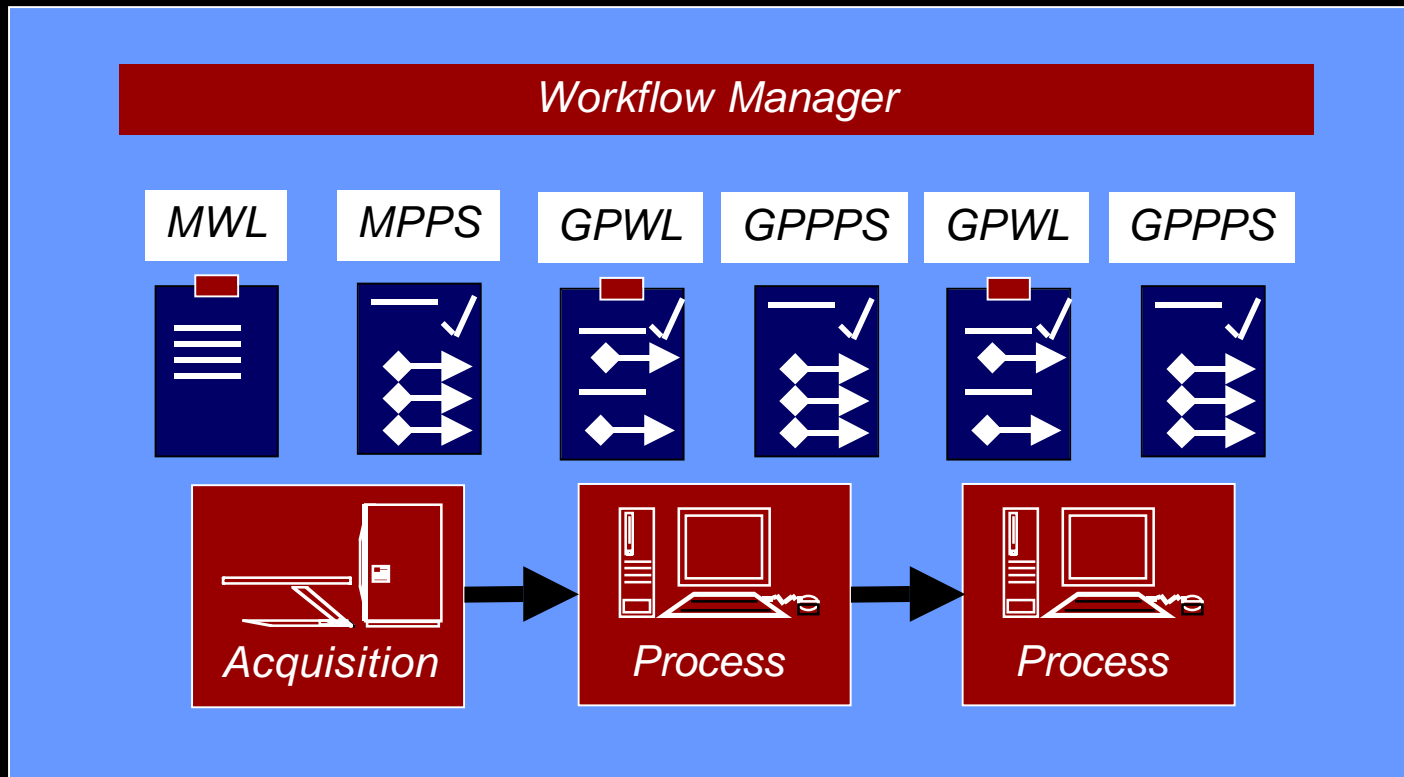 Workflow Manager
MWL
MPPS
GPWL
GPPPS
GPWL
GPPPS
Acquisition
Process
Process